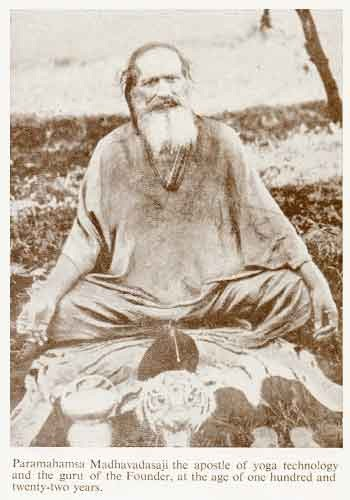 Paramahamsa Madhavadasaji the apostle of yoga technology
and the guru of the Founder, at the age of one hundred and
twenty-two years.